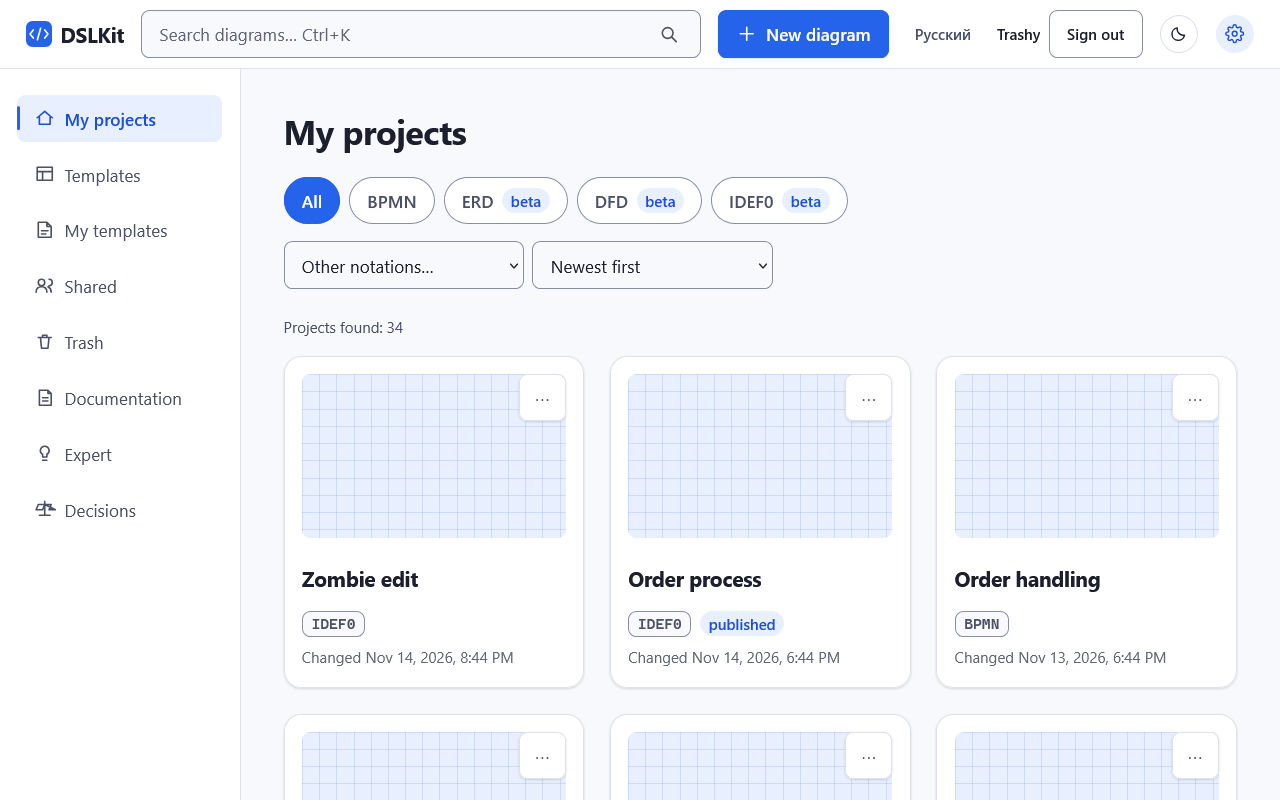 DSLKit
Search diagrams... Ctrl+K
New diagram
Русский
Trashy
Sign out
My projects
Templates
My templates
Shared
Trash
Documentation
Expert
Decisions
My projects
All
BPMN
ERD beta
DFD beta
IDEF0 beta
Other notations...
Newest first
Projects found: 34
...
...
...
Zombie edit
IDEF0
Changed Nov 14, 2026, 8:44 PM
Order process
IDEF0 published
Changed Nov 14, 2026, 6:44 PM
Order handling
BPMN
Changed Nov 13, 2026, 6:44 PM
...
...
...